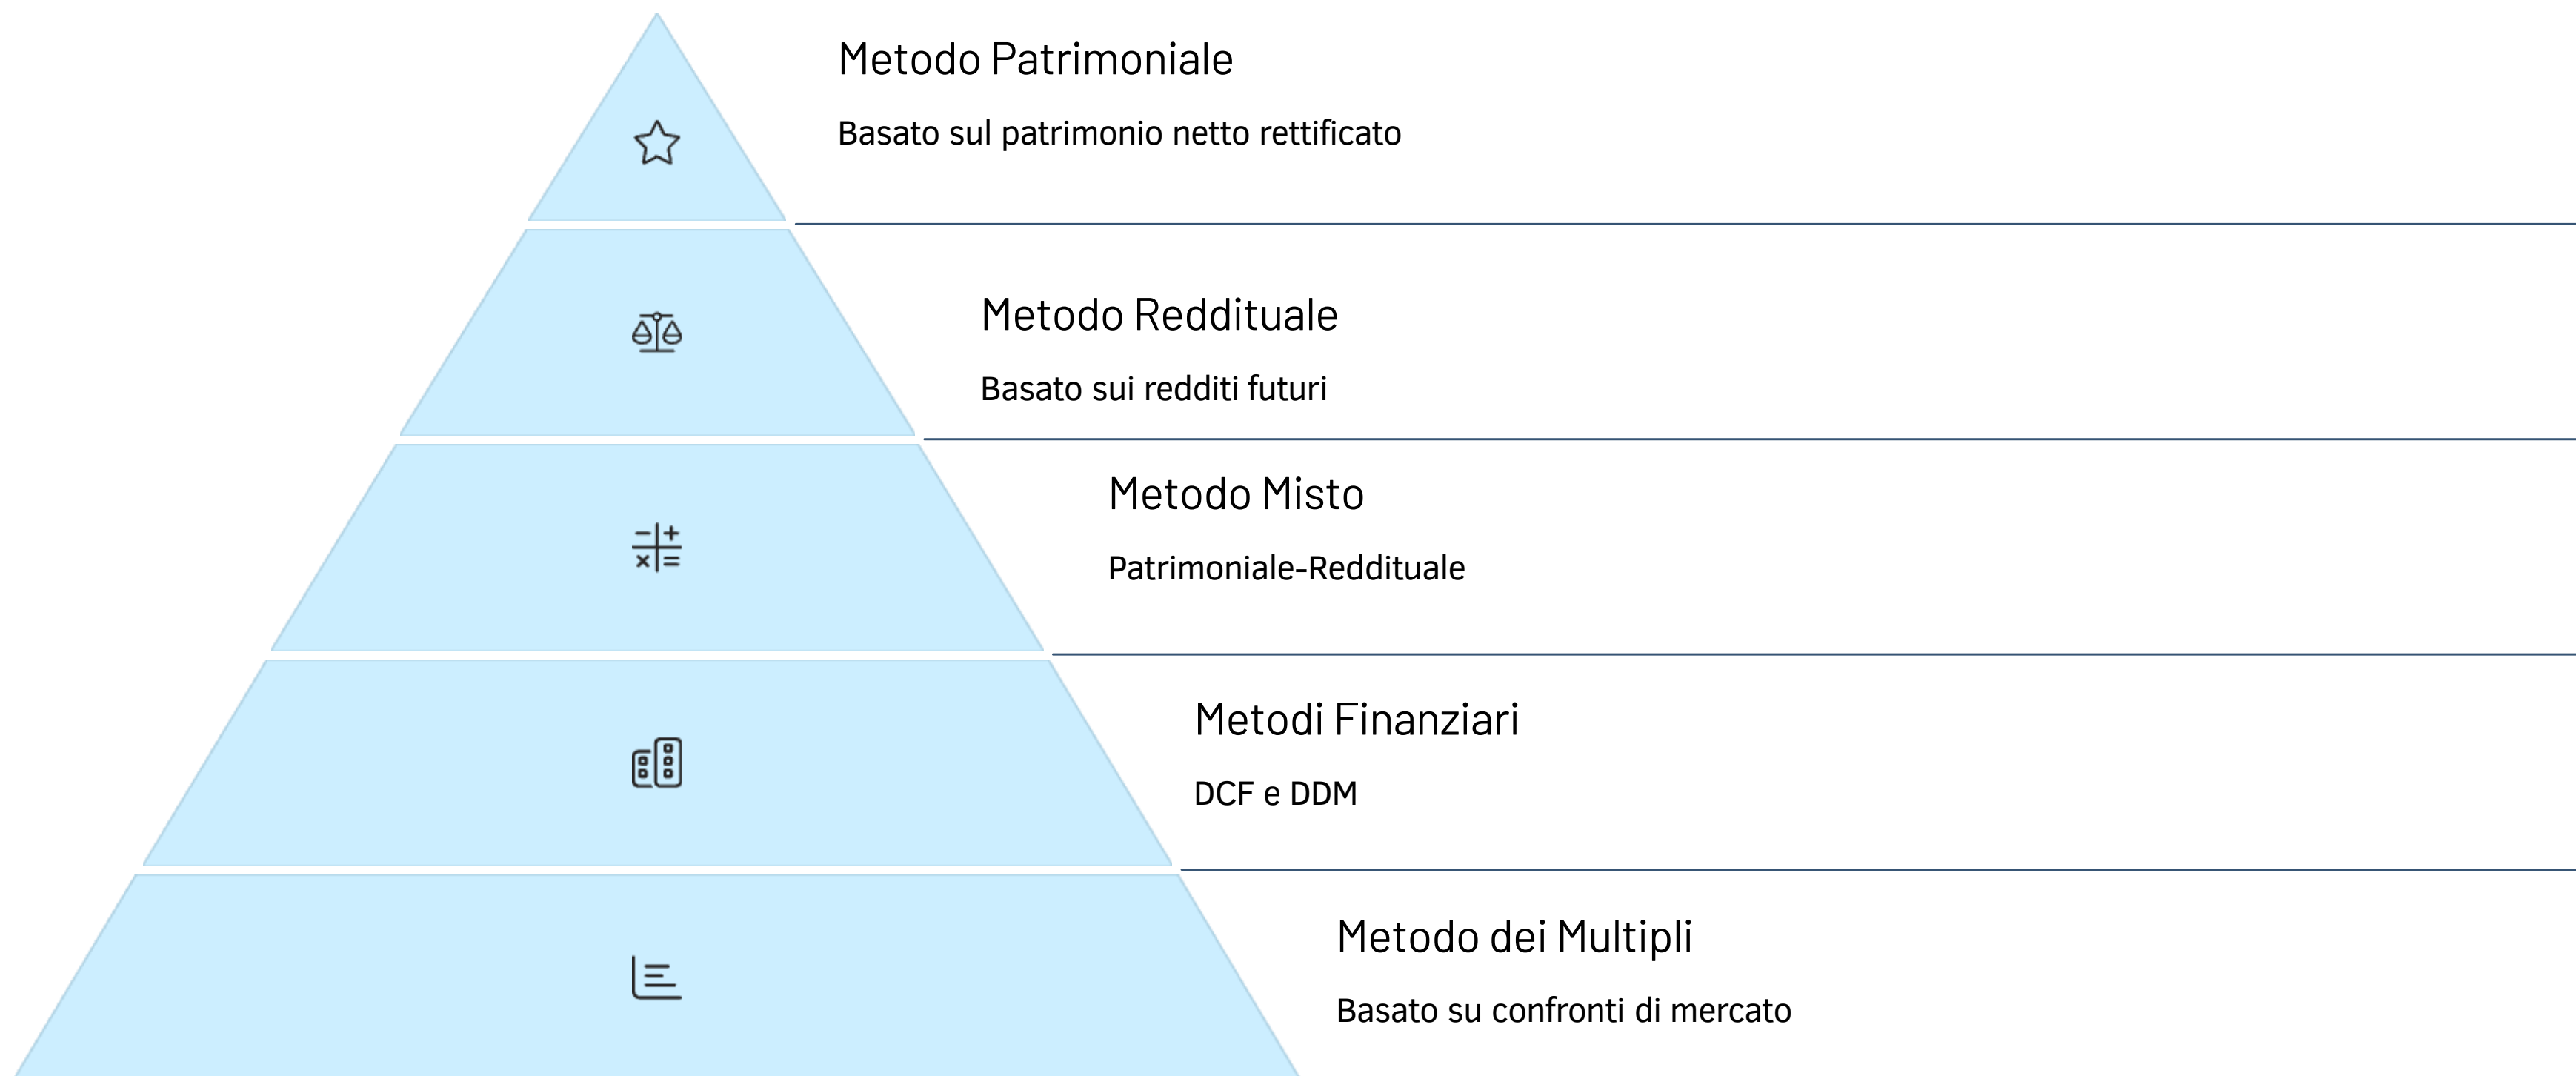 Metodo Patrimoniale
Basato sul patrimonio netto rettificato
Metodo Reddituale
Basato sui redditi futuri
Metodo Misto
Patrimoniale-Reddituale
Metodi Finanziari
DCF e DDM
Metodo dei Multipli
Basato su confronti di mercato